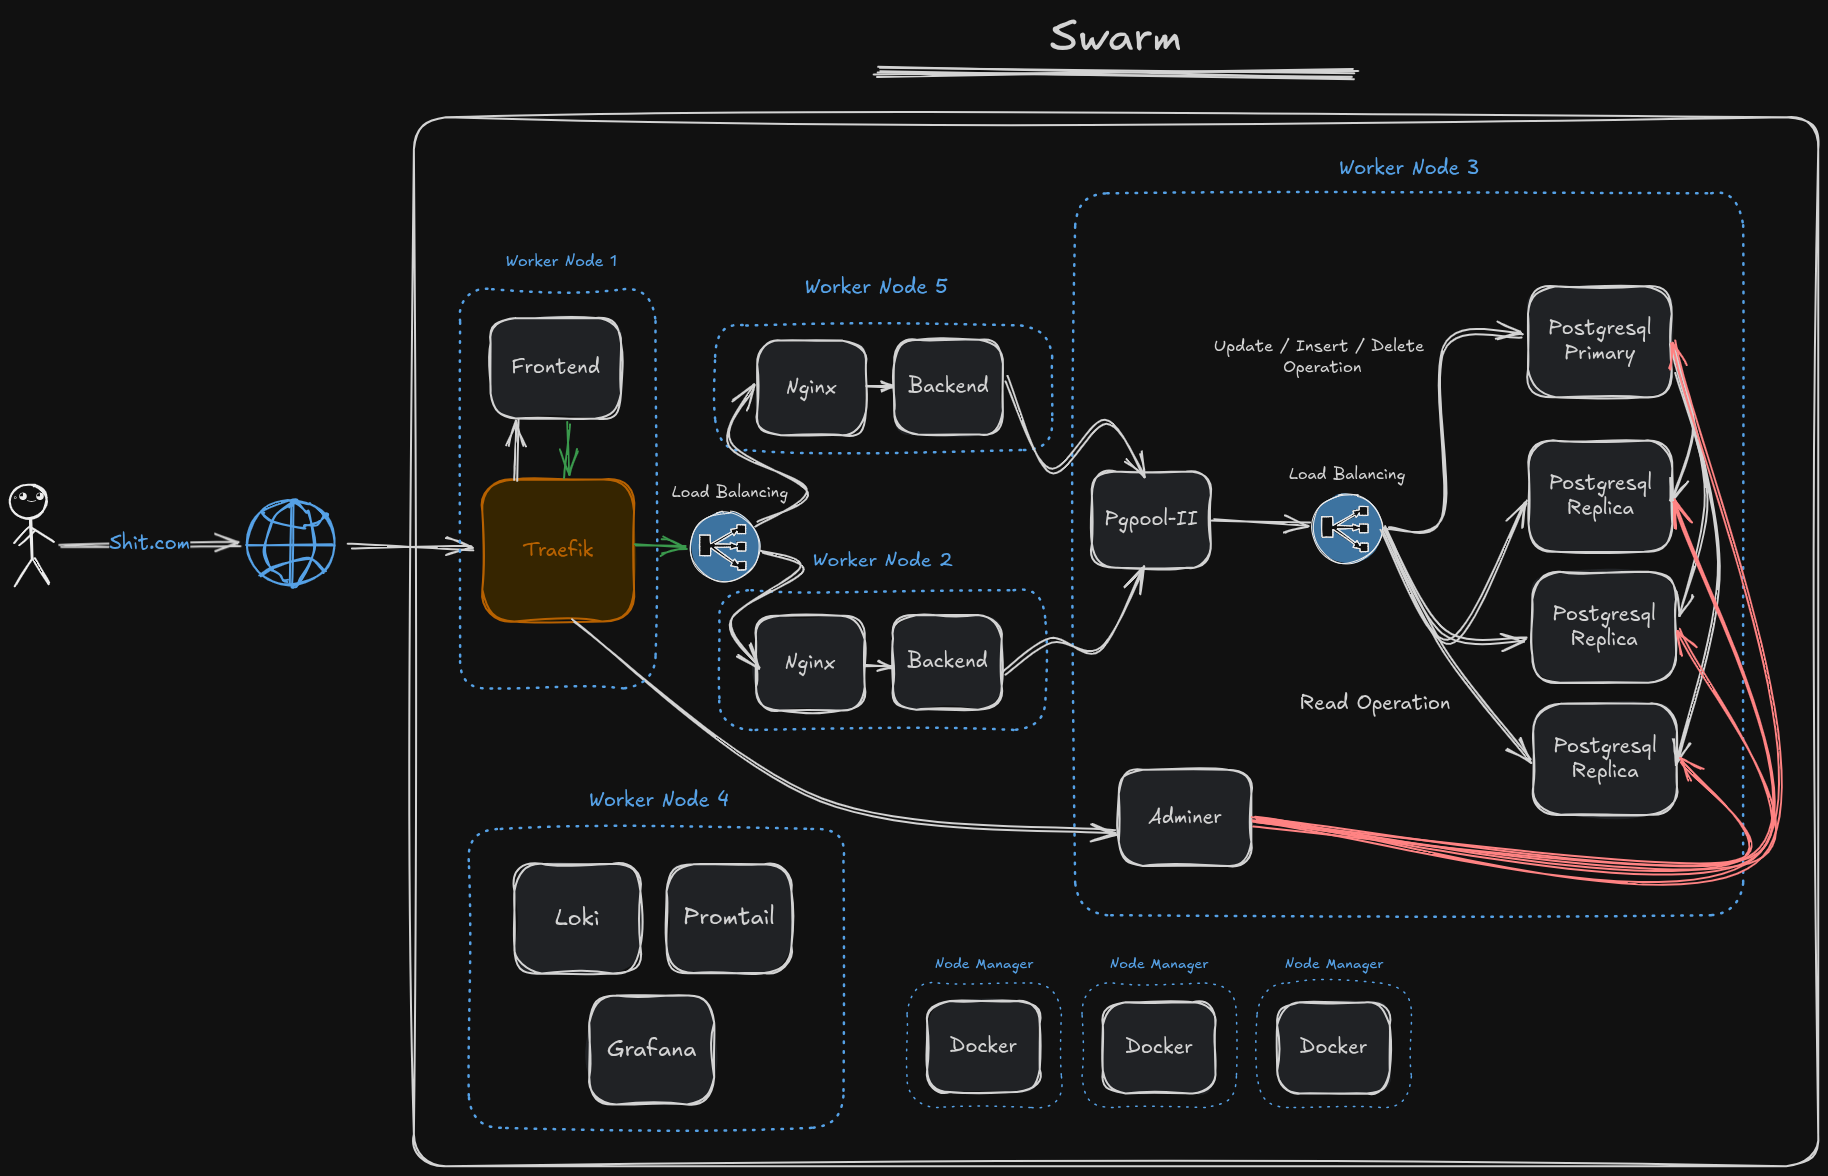 Swarm
Shit.com
Worker Node 1
Frontend
Traefik
Load Balancing
Worker Node 5
Nginx
Backend
Worker Node 2
Nginx
Backend
Worker Node 3
Update / Insert / Delete
Operation
Load Balancing
Pgpool-II
Read Operation
Postgresql
Primary
Postgresql
Replica
Postgresql
Replica
Postgresql
Replica
Adminer
Worker Node 4
Loki
Promtail
Grafana
Node Manager
Docker
Node Manager
Docker
Node Manager
Docker